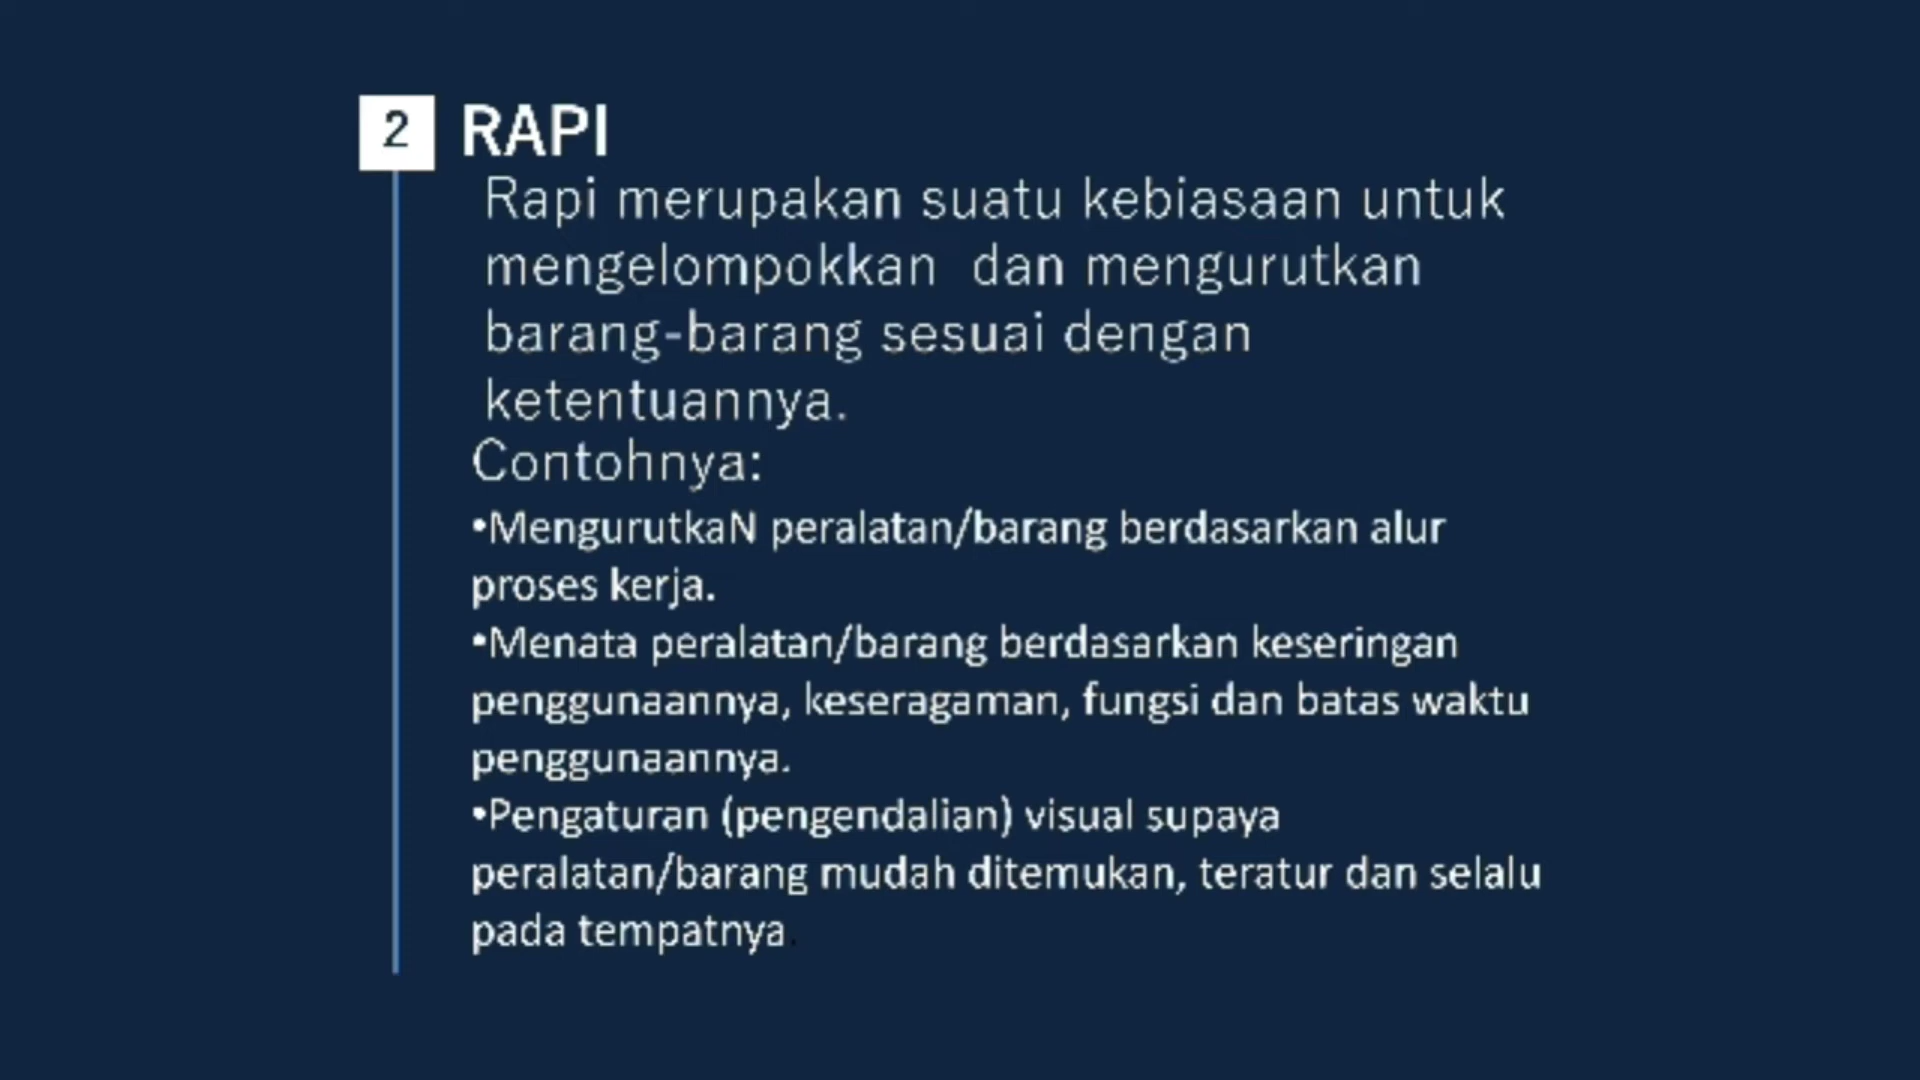 2 RAPI
Rapi merupakan suatu kebiasaan untuk
mengelompokkan dan mengurutkan
barang-barang sesuai dengan
ketentuannya.
Contohnya:
•MengurutkaN peralatan/barang berdasarkan alur
proses kerja.
•Menata peralatan/barang berdasarkan keseringan
penggunaannya, keseragaman, fungsi dan batas waktu
penggunaannya.
•Pengaturan (pengendalian) visual supaya
peralatan/barang mudah ditemukan, teratur dan selalu
pada tempatnya.